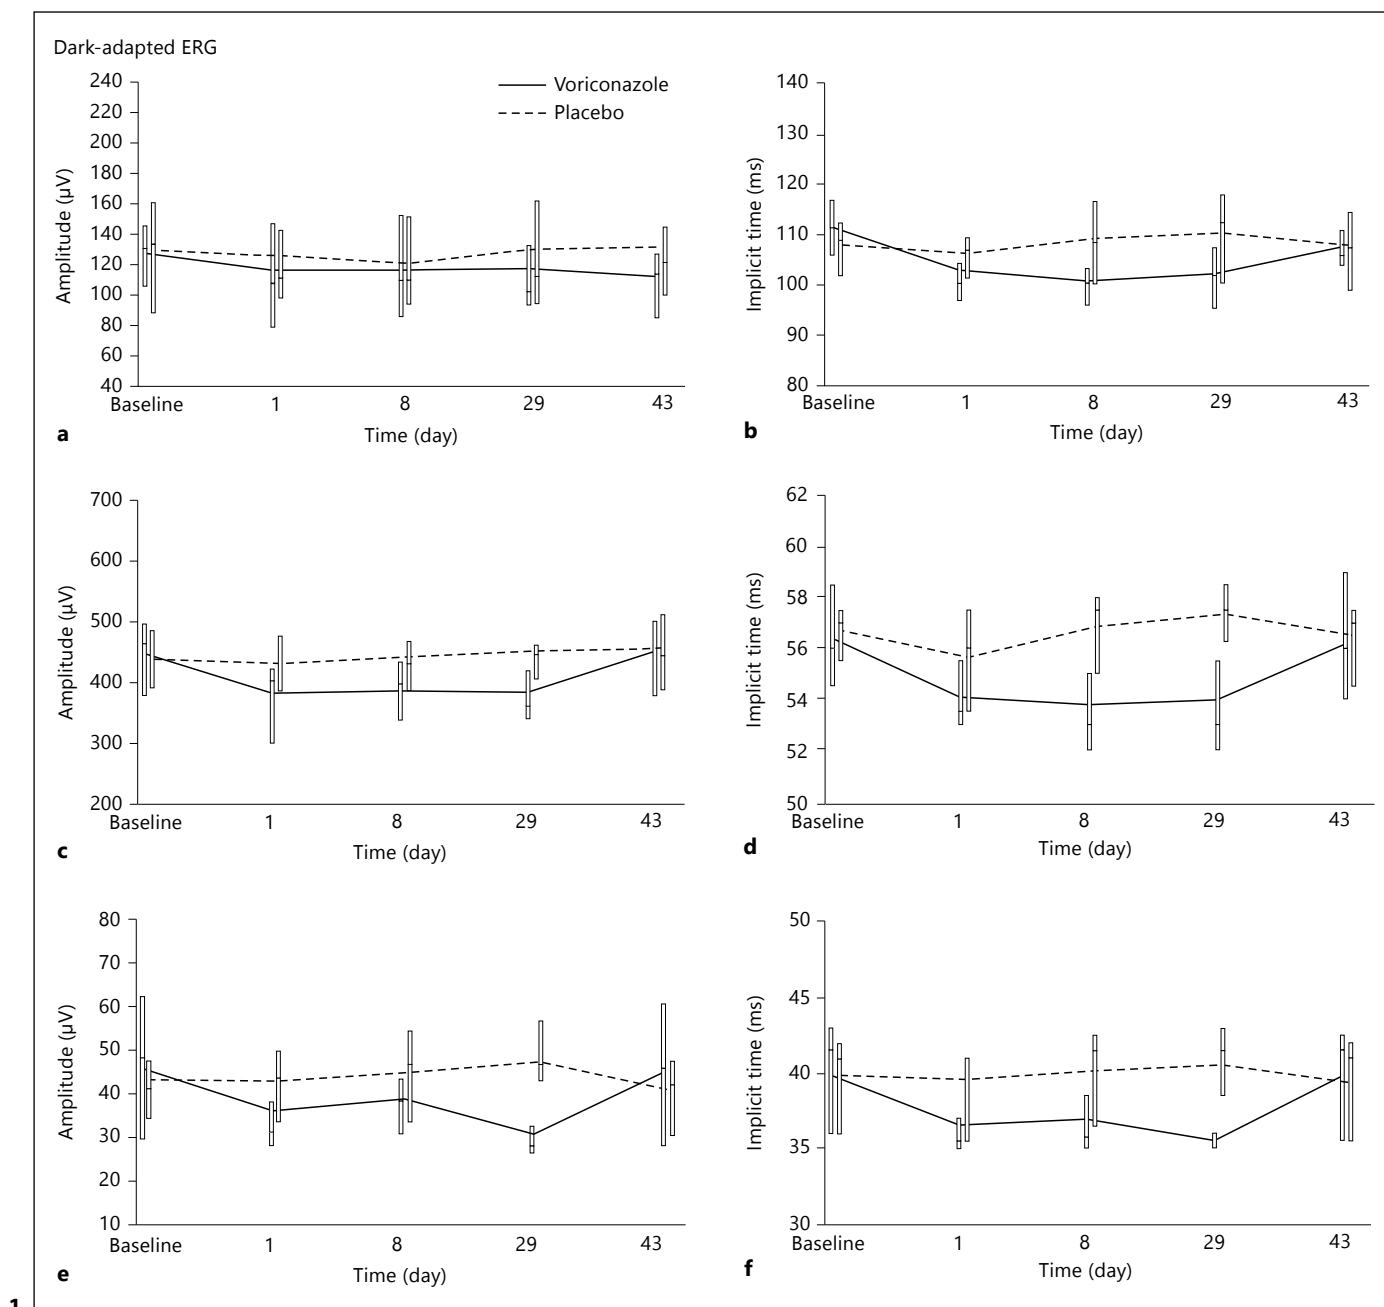 Dark-adapted ERG
Voriconazole
Placebo
Amplitude (µV)
240
220
200
180
160
140
120
100
80
60
40
Baseline 1 8 29 43
Time (day)
a
Implicit time (ms)
140
130
120
110
100
90
80
Baseline 1 8 29 43
Time (day)
b
Amplitude (µV)
700
600
500
400
300
200
Baseline 1 8 29 43
Time (day)
c
Implicit time (ms)
62
60
58
56
54
52
50
Baseline 1 8 29 43
Time (day)
d
Amplitude (µV)
80
70
60
50
40
30
20
10
Baseline 1 8 29 43
Time (day)
e
Implicit time (ms)
50
45
40
35
30
Baseline 1 8 29 43
Time (day)
f
1